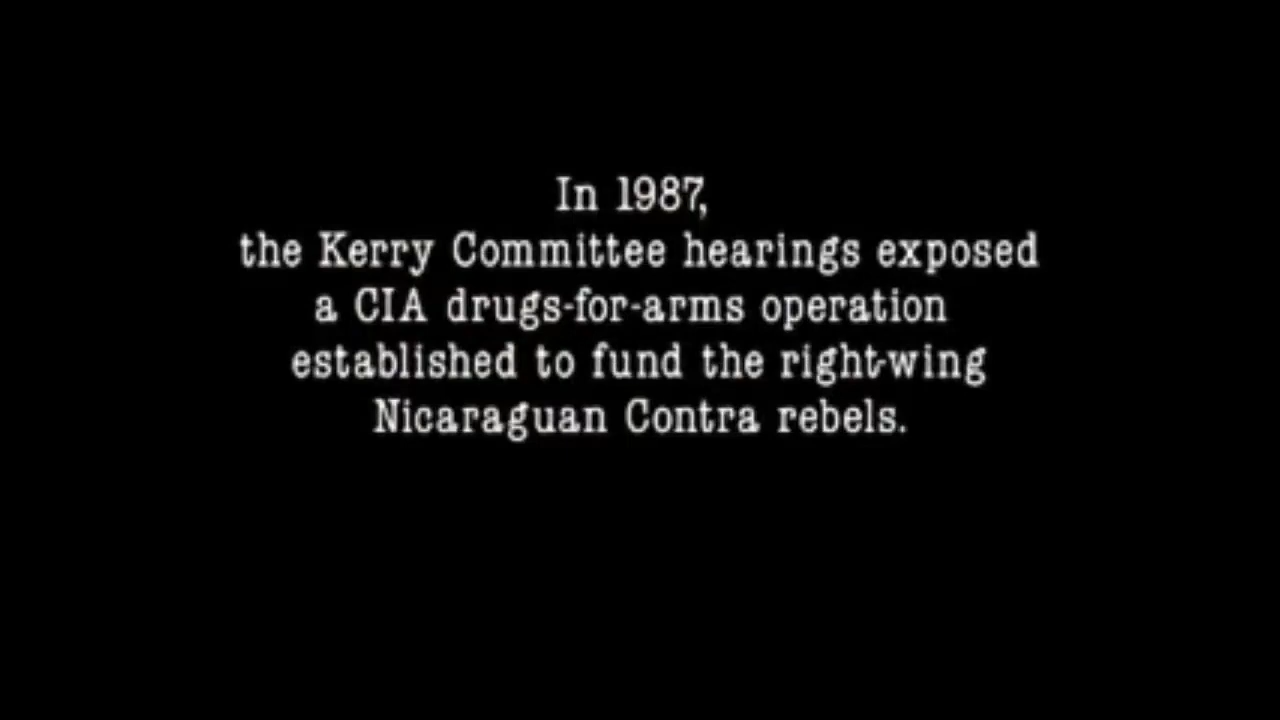 In 1987,
the Kerry Committee hearings exposed
a CIA drugs-for-arms operation
established to fund the right-wing
Nicaraguan Contra rebels.